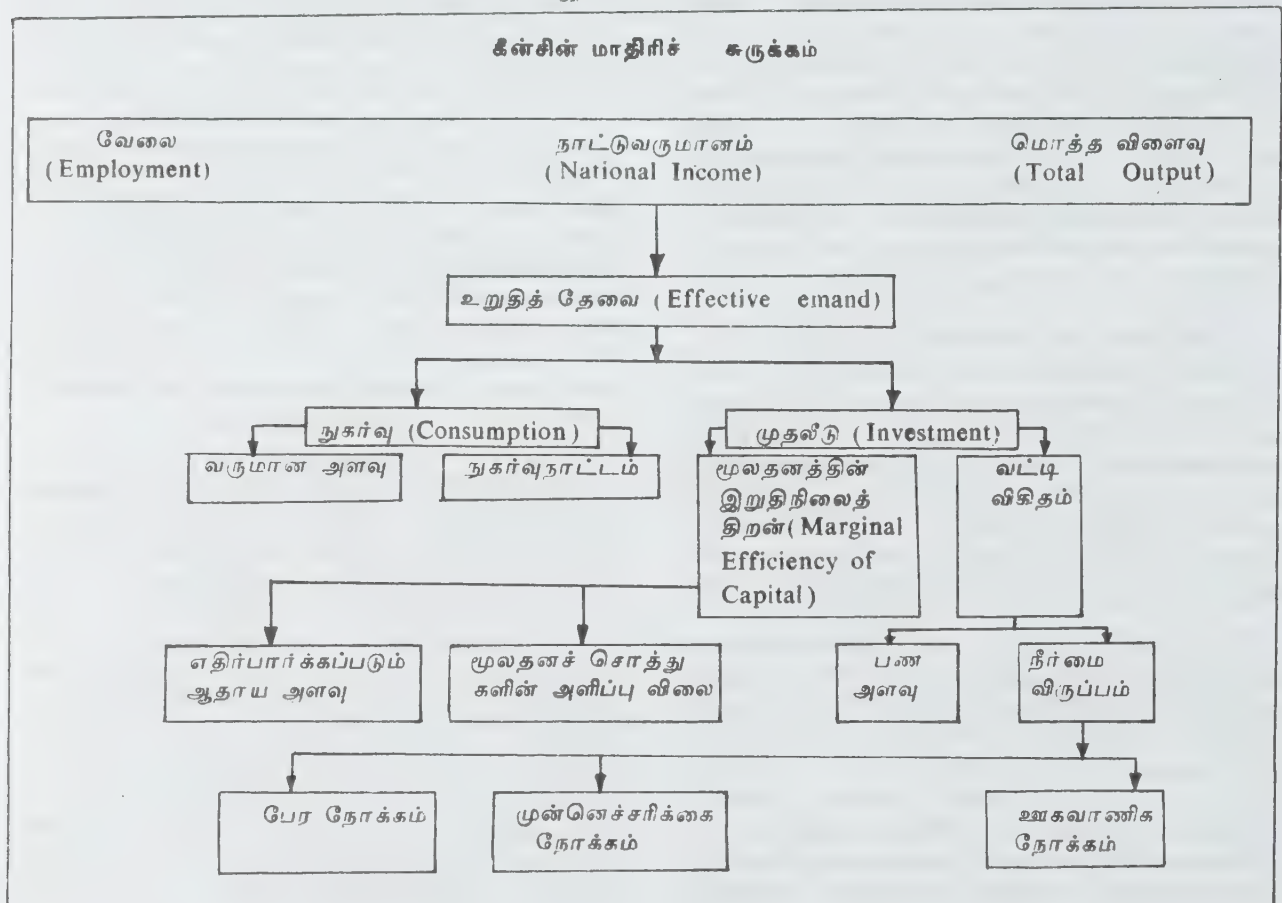 கீன்சின் மாதிரிச் சுருக்கம்
வேலை
(Employment)
நாட்டுவருமானம்
(National Income)
மொத்த விளைவு
(Total Output)
உறுதித் தேவை (Effective emand)
நுகர்வு (Consumption)
முதலீடு (Investment)
வருமான அளவு
நுகர்வுநாட்டம்
மூலதனத்தின்
இறுதிநிலைத்
திறன்(Marginal
Efficiency of
Capital)
வட்டி
விகிதம்
எதிர்பார்க்கப்படும்
ஆதாய அளவு
மூலதனச் சொத்து
களின் அளிப்பு விலை
பண
அளவு
நீர்மை
விருப்பம்
பேர நோக்கம்
முன்னெச்சரிக்கை
நோக்கம்
ஊகவாணிக
நோக்கம்